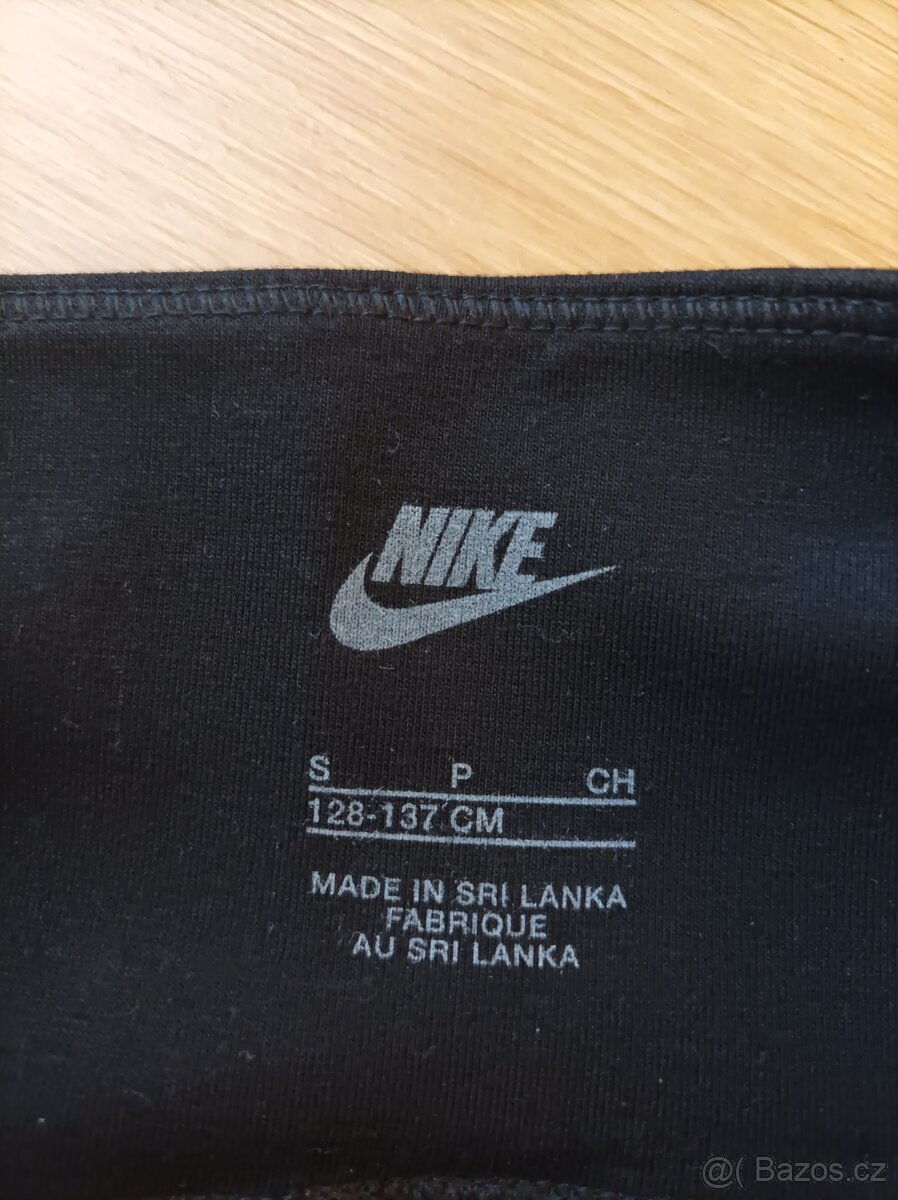 NIKE
S P CH
128-137 CM
MADE IN SRI LANKA
FABRIQUE
AU SRI LANKA
@( Bazos.cz